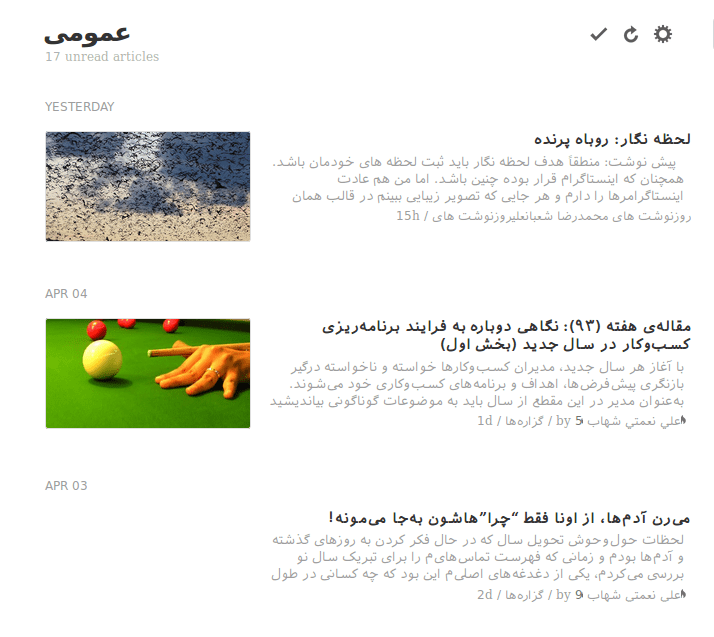 عمومی
17 unread articles
YESTERDAY
لحظه نگار: روباه پرنده
پیش نوشت: منطقاً هدف لحظه نگار باید ثبت لحظه های خودمان باشد.
همچنان که اینستاگرام قرار بوده چنین باشد. اما من هم عادت
اینستاگرامرها را دارم و هر جایی که تصویر زیبایی ببینم در قالب همان
روزنوشت های محمدرضا شعبانعلیروزنوشت های / 15h
APR 04
مقاله‌ی هفته (۹۳): نگاهی دوباره به فرایند برنامه‌ریزی
کسب‌وکار در سال جدید (بخش اول)
با آغاز هر سال جدید، مدیران کسب‌وکارها خواسته و ناخواسته درگیر
بازنگری پیش‌فرض‌ها، اهداف و برنامه‌های کسب‌وکاری خود می‌شوند.
به‌عنوان مدیر در این مقطع از سال باید به موضوعات گوناگونی بیاندیشید
علي نعمتي شهاب 5 by / گزاره‌ها / 1d
APR 03
می‌رن آدم‌ها، از اونا فقط “چرا”هاشون به‌جا می‌مونه!
لحظات حول‌وحوش تحویل سال که در حال فکر کردن به روزهای گذشته
و آدم‌ها بودم و زمانی که فهرست تماس‌های‌م را برای تبریک سال نو
بررسی می‌کردم، یکی از دغدغه‌های اصلی‌م این بود که چه کسانی در طول
علي نعمتي شهاب 9 by / گزاره‌ها / 2d